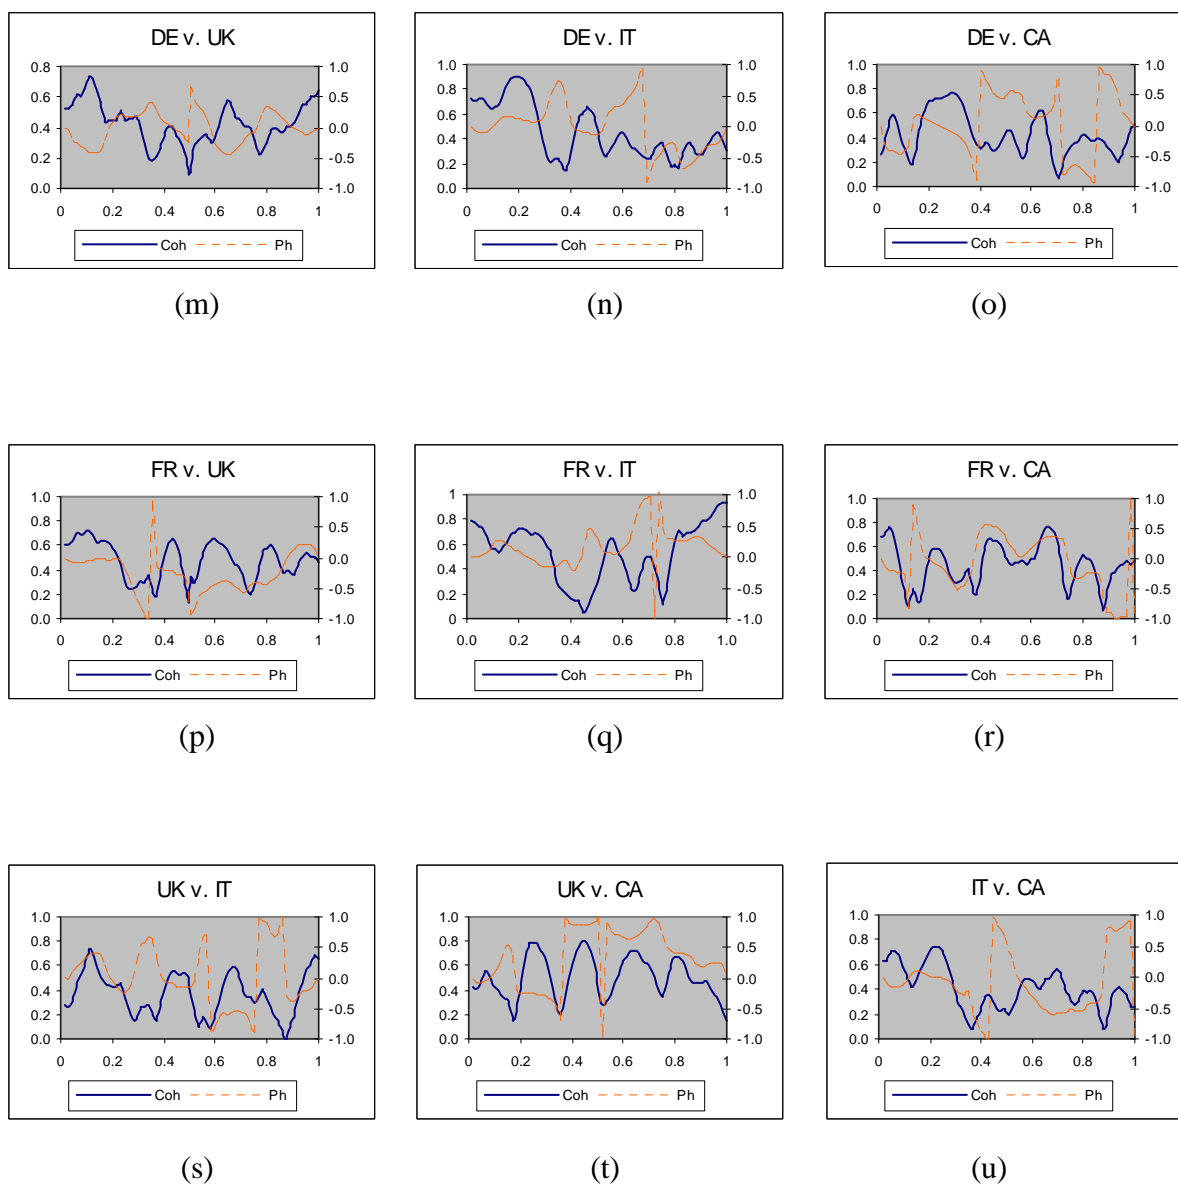 DE v. UK
0.8 1.0
0.6 0.5
0.4 0.0
0.2 -0.5
0.0 -1.0
0 0.2 0.4 0.6 0.8 1
Coh Ph
(m)
DE v. IT
1.0 1.0
0.8 0.5
0.6
0.4 0.0
0.2 -0.5
0.0 -1.0
0 0.2 0.4 0.6 0.8 1
Coh Ph
(n)
DE v. CA
1.0 1.0
0.8 0.5
0.6
0.4 0.0
0.2 -0.5
0.0 -1.0
0 0.2 0.4 0.6 0.8 1
Coh Ph
(o)
FR v. UK
1.0 1.0
0.8 0.5
0.6 0.0
0.4
0.2 -0.5
0.0 -1.0
0 0.2 0.4 0.6 0.8 1
Coh Ph
(p)
FR v. IT
1 1.0
0.8 0.5
0.6 0.0
0.4
0.2 -0.5
0 -1.0
0.0 0.2 0.4 0.6 0.8 1.0
Coh Ph
(q)
FR v. CA
1.0 1.0
0.8 0.5
0.6 0.0
0.4
0.2 -0.5
0.0 -1.0
0 0.2 0.4 0.6 0.8 1
Coh Ph
(r)
UK v. IT
1.0 1.0
0.8 0.5
0.6 0.0
0.4
0.2 -0.5
0.0 -1.0
0 0.2 0.4 0.6 0.8 1
Coh Ph
(s)
UK v. CA
1.0 1.0
0.8 0.5
0.6 0.0
0.4
0.2 -0.5
0.0 -1.0
0 0.2 0.4 0.6 0.8 1
Coh Ph
(t)
IT v. CA
1.0 1.0
0.8 0.5
0.6 0.0
0.4
0.2 -0.5
0.0 -1.0
0 0.2 0.4 0.6 0.8 1
Coh Ph
(u)